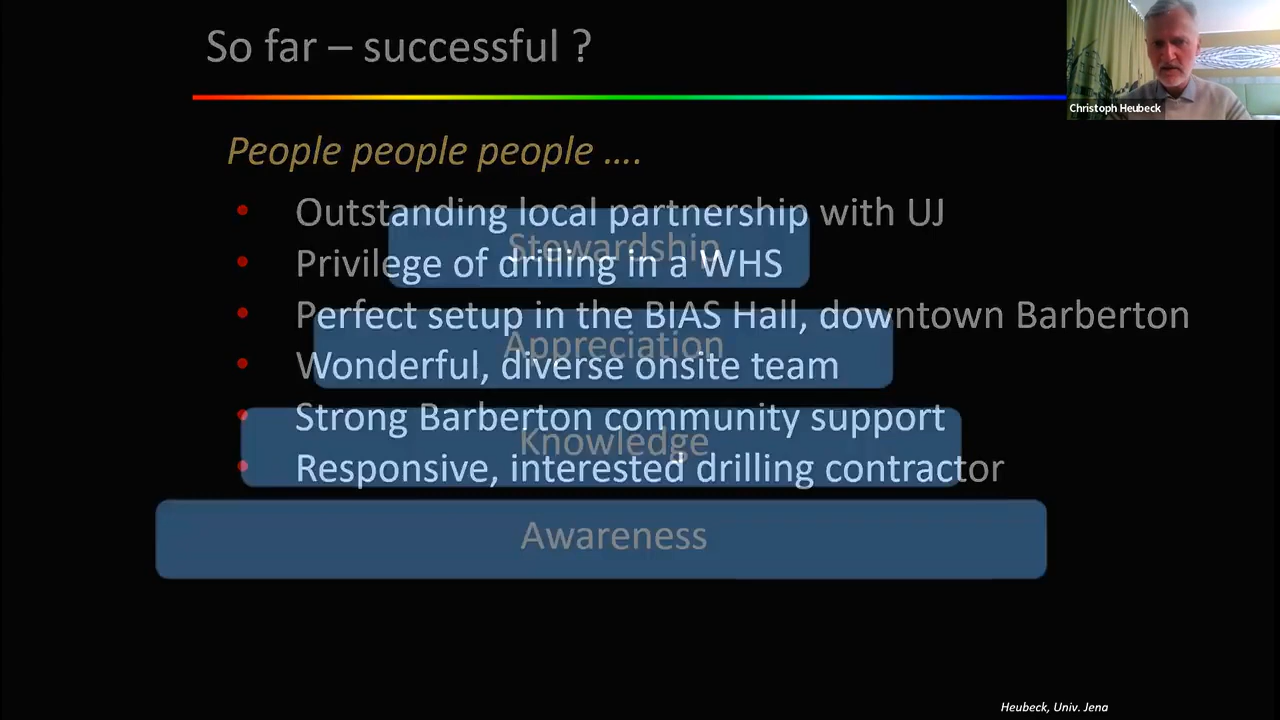 So far – successful ?
Christoph Heubeck
People people people ....
• Outstanding local partnership with UJ
Stewardship
• Privilege of drilling in a WHS
• Perfect setup in the BIAS Hall, downtown Barberton
Appreciation
• Wonderful, diverse onsite team
• Strong Barberton community support
Knowledge
• Responsive, interested drilling contractor
Awareness
Heubeck, Univ. Jena